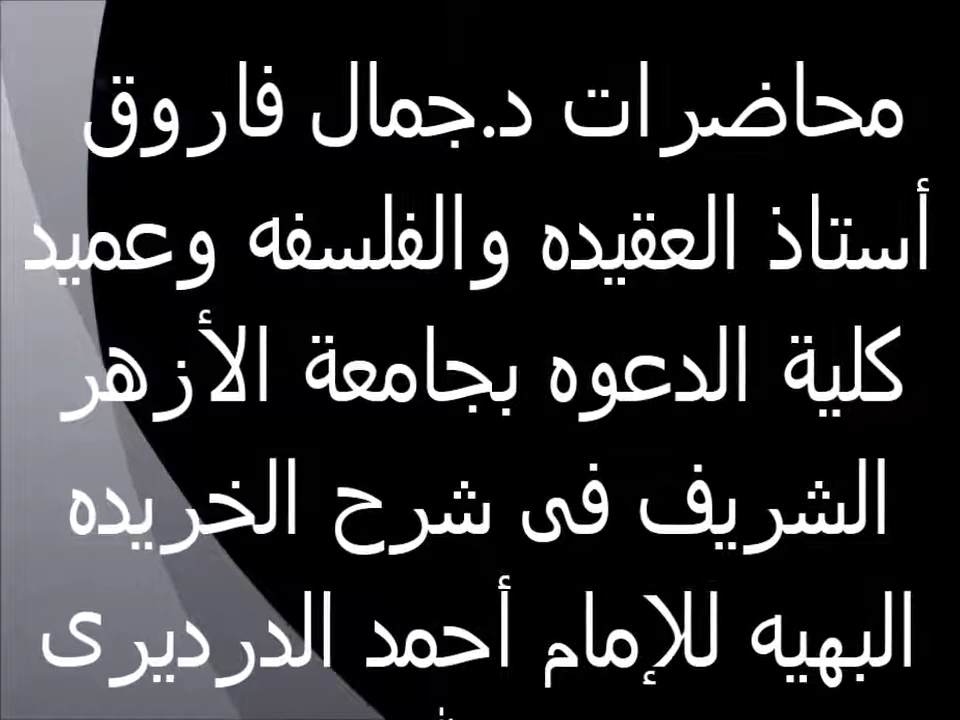 محاضرات د.جمال فاروق
أستاذ العقيده والفلسفه وعميد
كلية الدعوه بجامعة الأزهر
الشريف فى شرح الخريده
البهيه للإمام أحمد الدرديرى